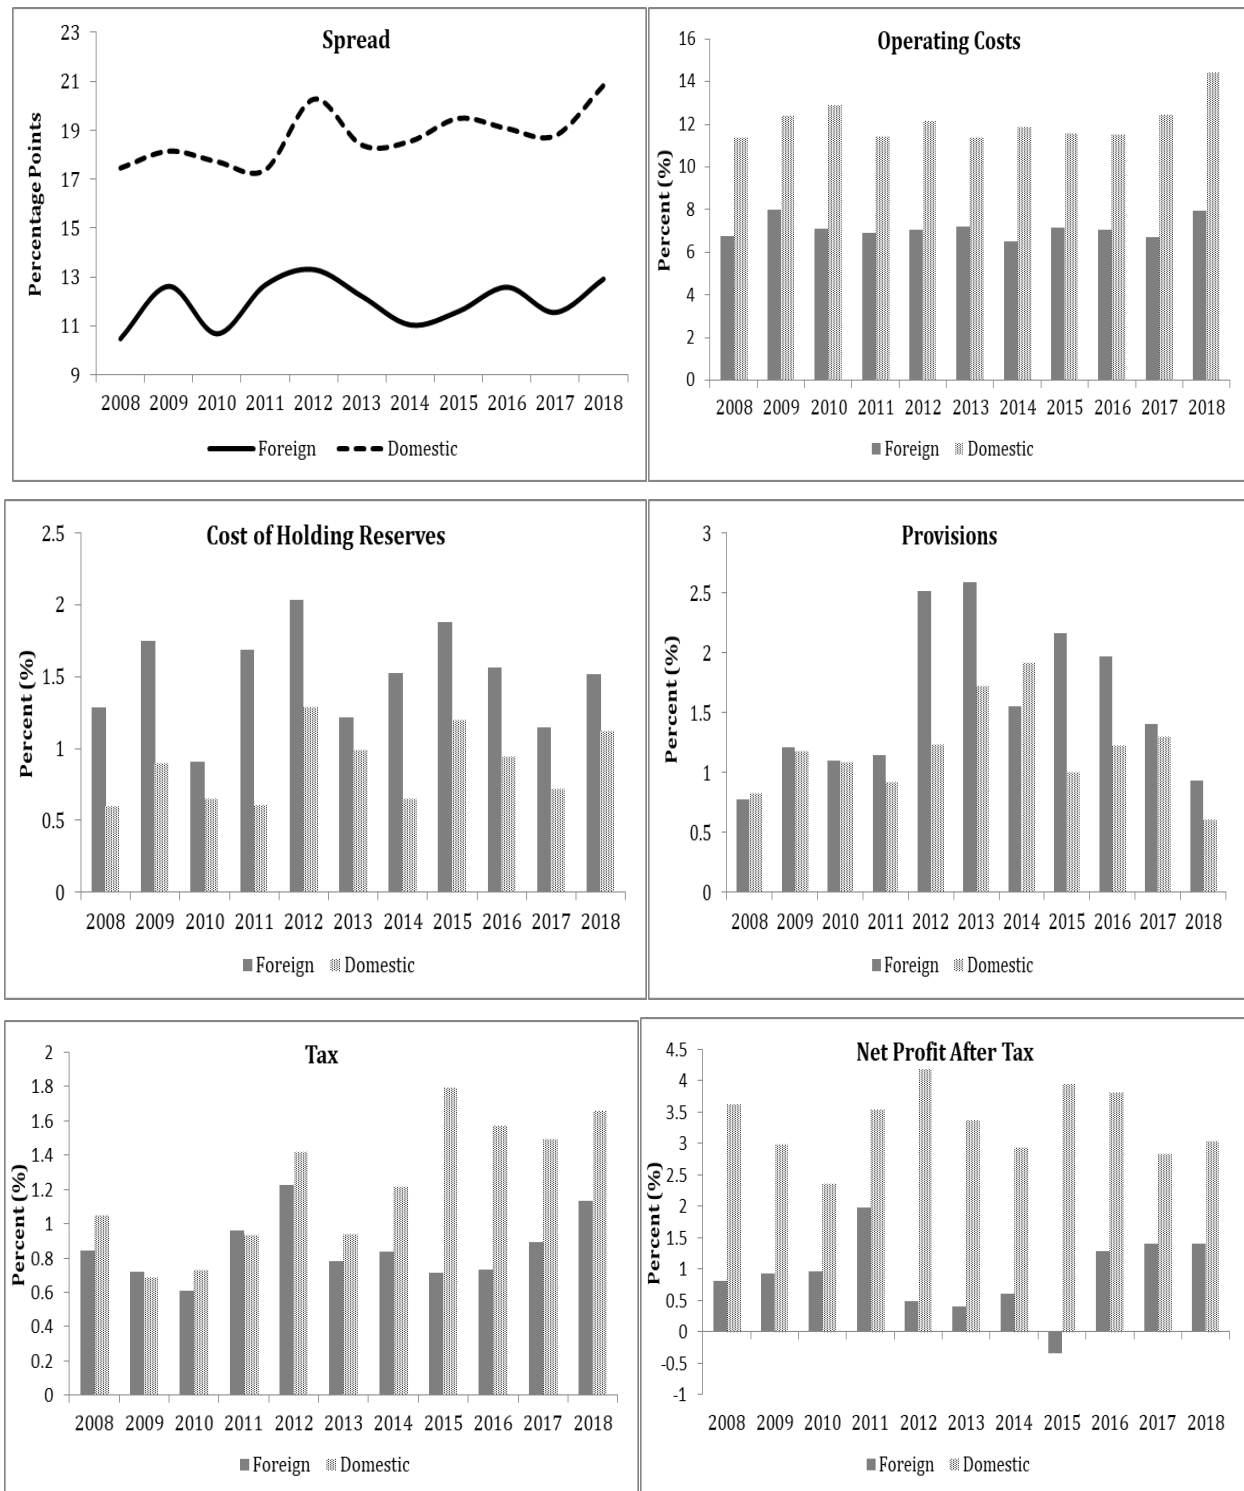 Spread
Percentage Points
23
21
19
17
15
13
11
9
2008 2009 2010 2011 2012 2013 2014 2015 2016 2017 2018
Foreign Domestic
Operating Costs
Percent (%)
16
14
12
10
8
6
4
2
0
2008 2009 2010 2011 2012 2013 2014 2015 2016 2017 2018
Foreign Domestic
Cost of Holding Reserves
Percent (%)
2.5
2
1.5
1
0.5
0
2008 2009 2010 2011 2012 2013 2014 2015 2016 2017 2018
Foreign Domestic
Provisions
Percent (%)
3
2.5
2
1.5
1
0.5
0
2008 2009 2010 2011 2012 2013 2014 2015 2016 2017 2018
Foreign Domestic
Tax
Percent (%)
2
1.8
1.6
1.4
1.2
1
0.8
0.6
0.4
0.2
0
2008 2009 2010 2011 2012 2013 2014 2015 2016 2017 2018
Foreign Domestic
Net Profit After Tax
Percent (%)
4.5
4
3.5
3
2.5
2
1.5
1
0.5
0
-0.5
-1
2008 2009 2010 2011 2012 2013 2014 2015 2016 2017 2018
Foreign Domestic